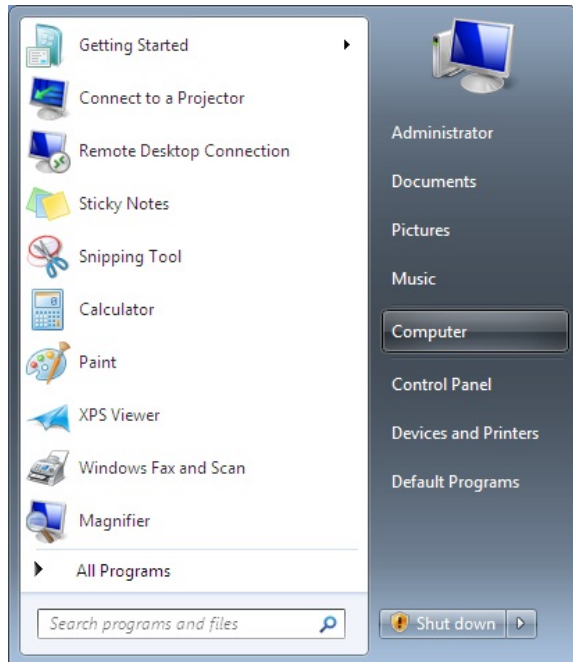 Getting Started
Connect to a Projector
Remote Desktop Connection
Sticky Notes
Snipping Tool
Calculator
Paint
XPS Viewer
Windows Fax and Scan
Magnifier
All Programs
Search programs and files
Administrator
Documents
Pictures
Music
Computer
Control Panel
Devices and Printers
Default Programs
Shut down